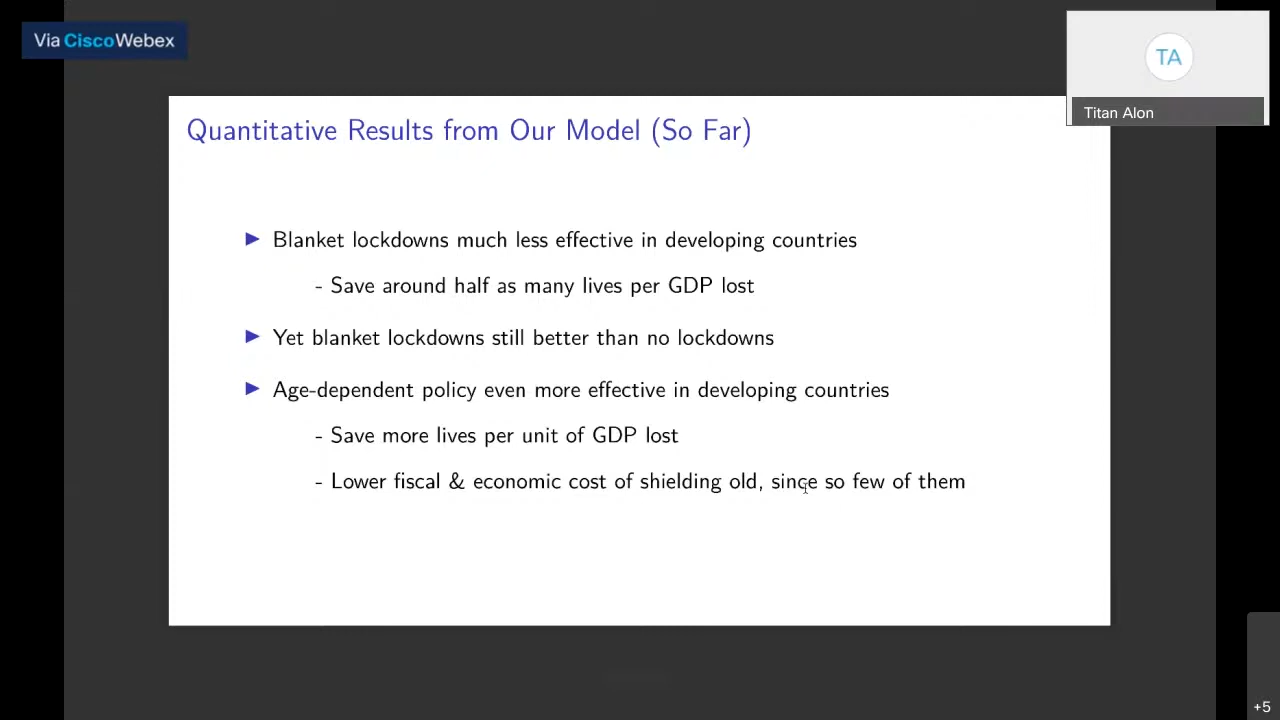 Via CiscoWebex
TA
Titan Alon
Quantitative Results from Our Model (So Far)
▶ Blanket lockdowns much less effective in developing countries
- Save around half as many lives per GDP lost
▶ Yet blanket lockdowns still better than no lockdowns
▶ Age-dependent policy even more effective in developing countries
- Save more lives per unit of GDP lost
- Lower fiscal & economic cost of shielding old, since so few of them
+5